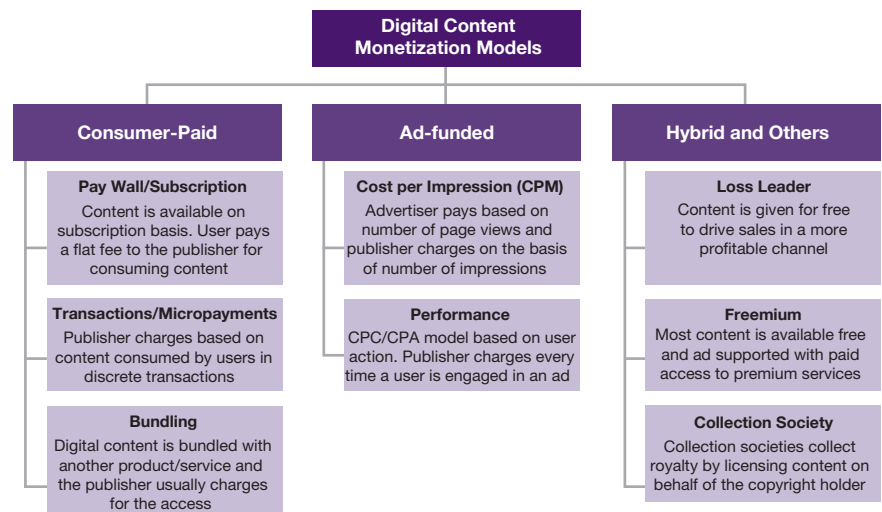 Digital Content
Monetization Models
Consumer-Paid
Pay Wall/Subscription
Content is available on
subscription basis. User pays
a flat fee to the publisher for
consuming content
Transactions/Micropayments
Publisher charges based on
content consumed by users in
discrete transactions
Bundling
Digital content is bundled with
another product/service and
the publisher usually charges
for the access
Ad-funded
Cost per Impression (CPM)
Advertiser pays based on
number of page views and
publisher charges on the basis
of number of impressions
Performance
CPC/CPA model based on user
action. Publisher charges every
time a user is engaged in an ad
Hybrid and Others
Loss Leader
Content is given for free
to drive sales in a more
profitable channel
Freemium
Most content is available free
and ad supported with paid
access to premium services
Collection Society
Collection societies collect
royalty by licensing content on
behalf of the copyright holder